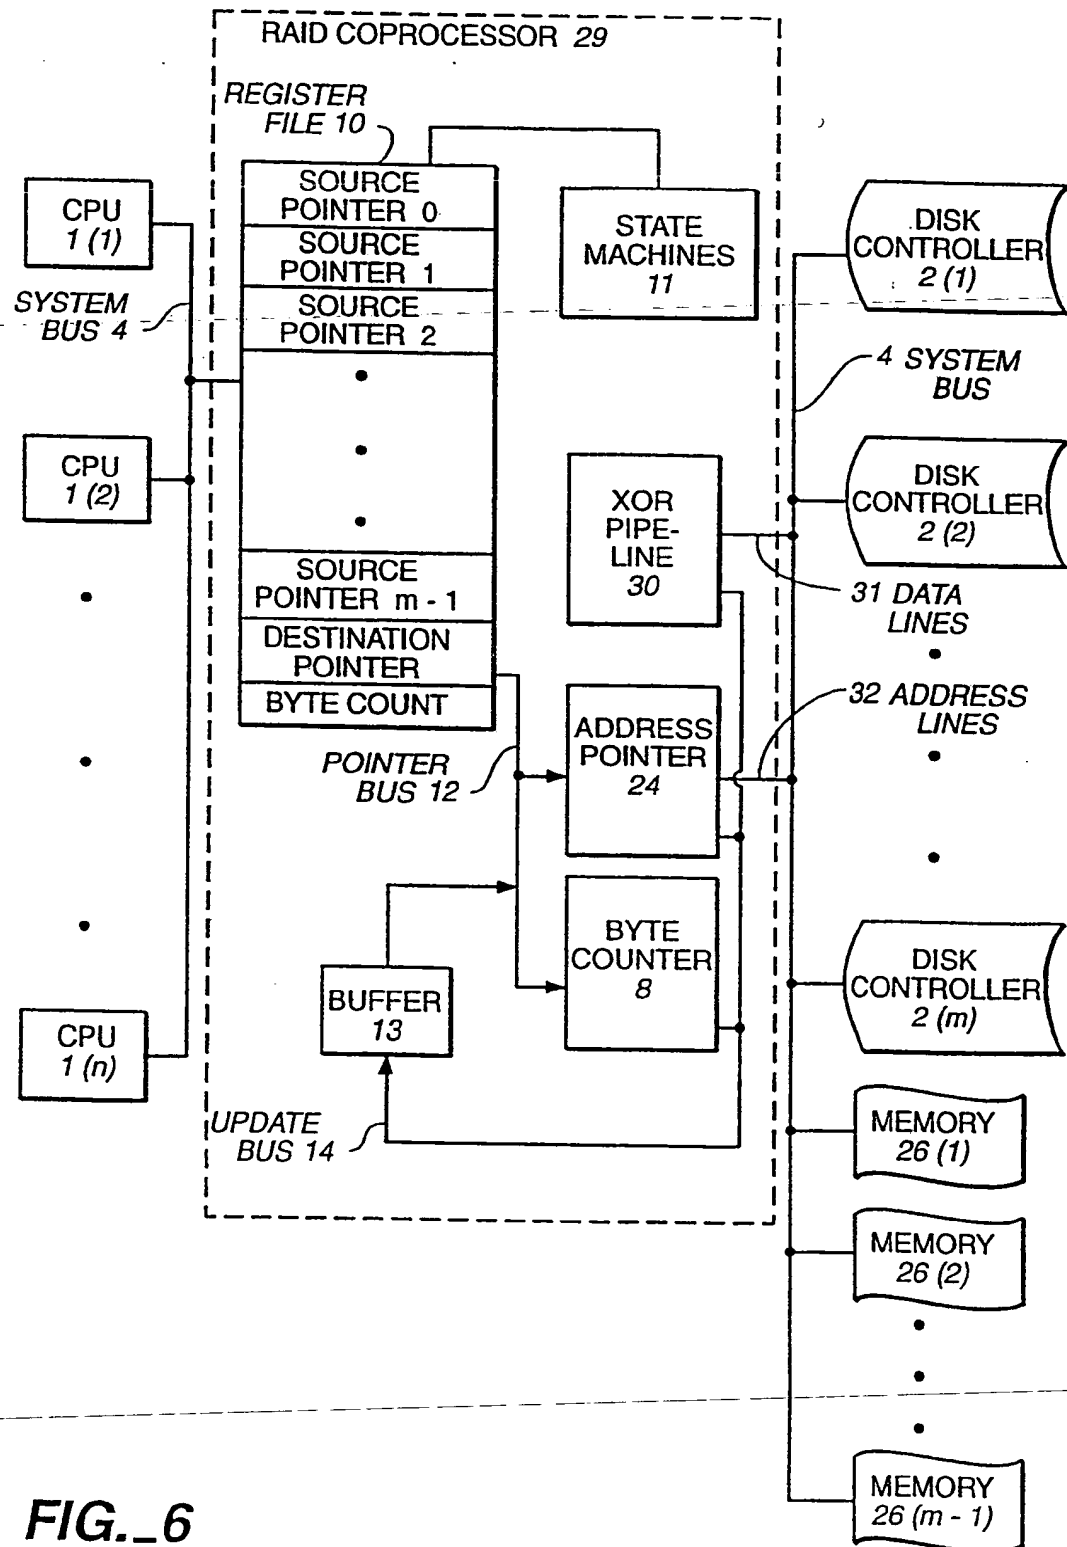 RAID COPROCESSOR 29
REGISTER
FILE 10
SOURCE
POINTER 0
SOURCE
POINTER 1
SOURCE
POINTER 2
SOURCE
POINTER m - 1
DESTINATION
POINTER
BYTE COUNT
STATE
MACHINES
11
CPU
1 (1)
SYSTEM
BUS 4
CPU
1 (2)
CPU
1 (n)
XOR
PIPE-
LINE
30
ADDRESS
POINTER
24
BYTE
COUNTER
8
POINTER
BUS 12
BUFFER
13
UPDATE
BUS 14
DISK
CONTROLLER
2 (1)
4 SYSTEM
BUS
DISK
CONTROLLER
2 (2)
31 DATA
LINES
32 ADDRESS
LINES
DISK
CONTROLLER
2 (m)
MEMORY
26 (1)
MEMORY
26 (2)
MEMORY
26 (m - 1)
FIG._6